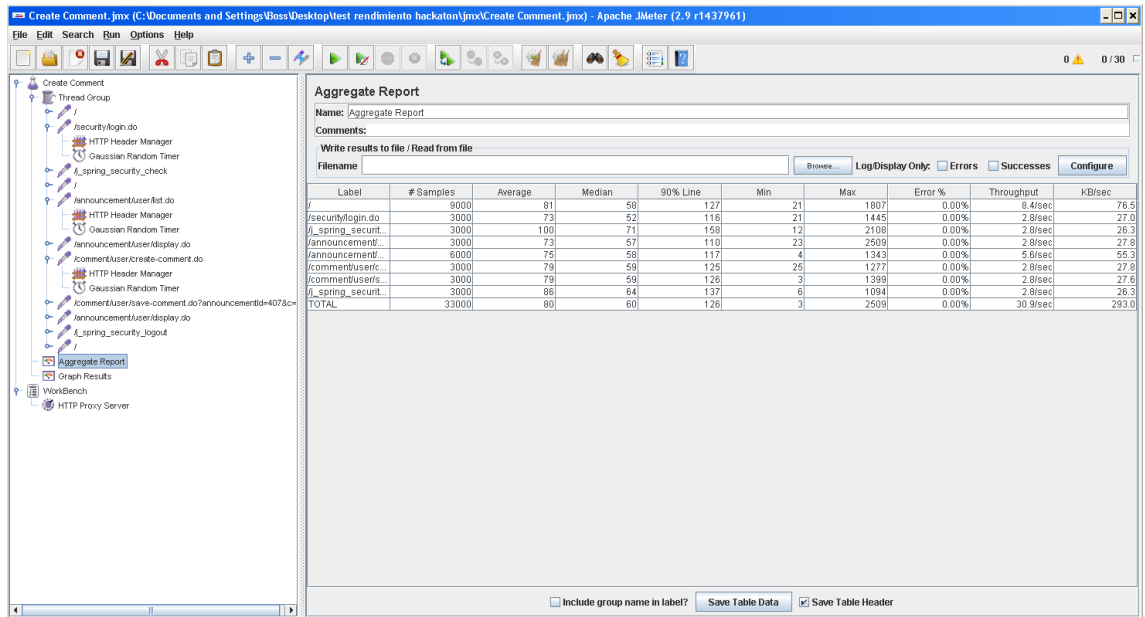 Create Comment.jmx (C:\Documents and Settings\Boss\Desktop\test rendimiento hackaton\jmx\Create Comment.jmx) - Apache JMeter (2.9 r1437961)
File Edit Search Run Options Help
0 0 / 30
Create Comment
Thread Group
/
/security/login.do
HTTP Header Manager
Gaussian Random Timer
/j_spring_security_check
/
/announcement/user/list.do
HTTP Header Manager
Gaussian Random Timer
/announcement/user/display.do
/comment/user/create-comment.do
HTTP Header Manager
Gaussian Random Timer
/comment/user/save-comment.do?announcementId=407&c=
/announcement/user/display.do
/j_spring_security_logout
/
Aggregate Report
Graph Results
WorkBench
HTTP Proxy Server
Aggregate Report
Name: Aggregate Report
Comments:
Write results to file / Read from file
Filename Browse... Log/Display Only: Errors Successes Configure
Label # Samples Average Median 90% Line Min Max Error % Throughput KB/sec
/ 9000 81 58 127 21 1807 0.00% 8.4/sec 76.5
/security/login.do 3000 73 52 116 21 1445 0.00% 2.8/sec 27.0
/j_spring_securit... 3000 100 71 158 12 2108 0.00% 2.8/sec 26.3
/announcement/... 3000 73 57 110 23 2509 0.00% 2.8/sec 27.8
/announcement/... 6000 75 58 117 4 1343 0.00% 5.6/sec 55.3
/comment/user/c... 3000 79 59 125 25 1277 0.00% 2.8/sec 27.8
/comment/user/s... 3000 79 59 126 3 1399 0.00% 2.8/sec 27.6
/j_spring_securit... 3000 86 64 137 6 1094 0.00% 2.8/sec 26.3
TOTAL 33000 80 60 126 3 2509 0.00% 30.9/sec 293.0
Include group name in label? Save Table Data Save Table Header